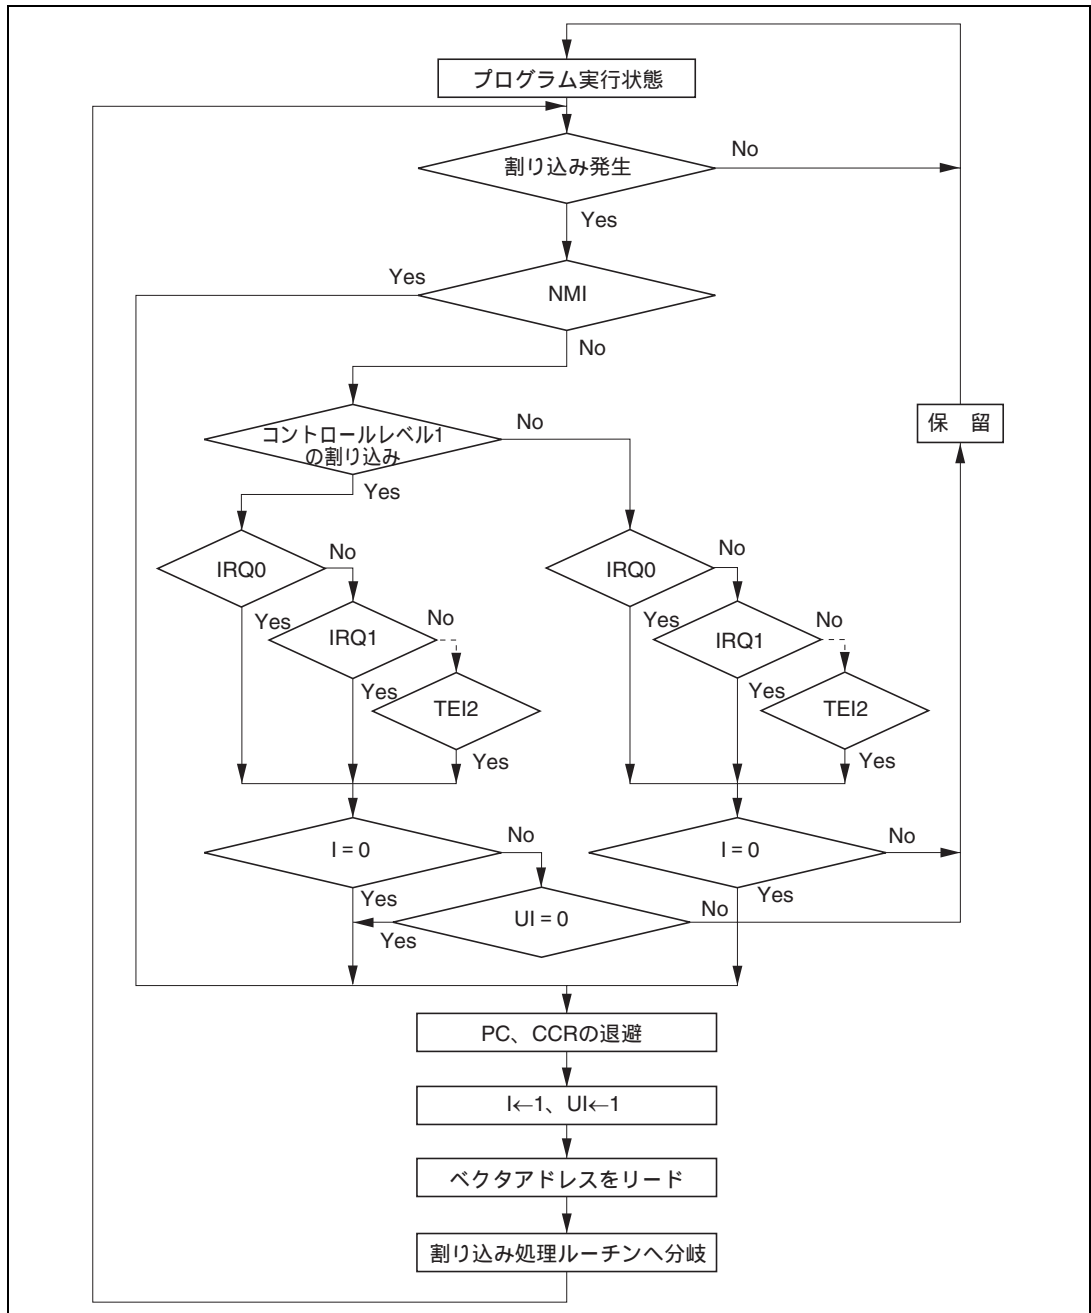 プログラム実行状態
割り込み発生
No
Yes
Yes
NMI
No
コントロールレベル1
の割り込み
No
Yes
保 留
IRQ0
No
Yes
IRQ1
No
Yes
TEI2
Yes
IRQ0
No
Yes
IRQ1
No
Yes
TEI2
Yes
I = 0
No
Yes
UI = 0
No
Yes
I = 0
No
Yes
PC、CCRの退避
I←1、UI←1
ベクタアドレスをリード
割り込み処理ルーチンへ分岐